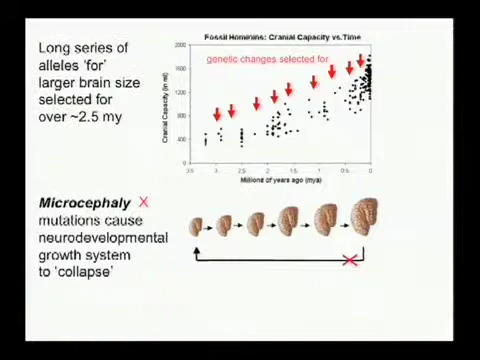 Long series of
alleles ‘for’
larger brain size
selected for
over ~2.5 my
Fossil Hominins: Cranial Capacity vs.Time
genetic changes selected for
Cranial Capacity (in ml)
2000
1600
1200
800
400
0
3.5
3
2.5
2
1.5
1
0.5
0
Millions of years ago (mya)
Microcephaly X
mutations cause
neurodevelopmental
growth system
to ‘collapse’